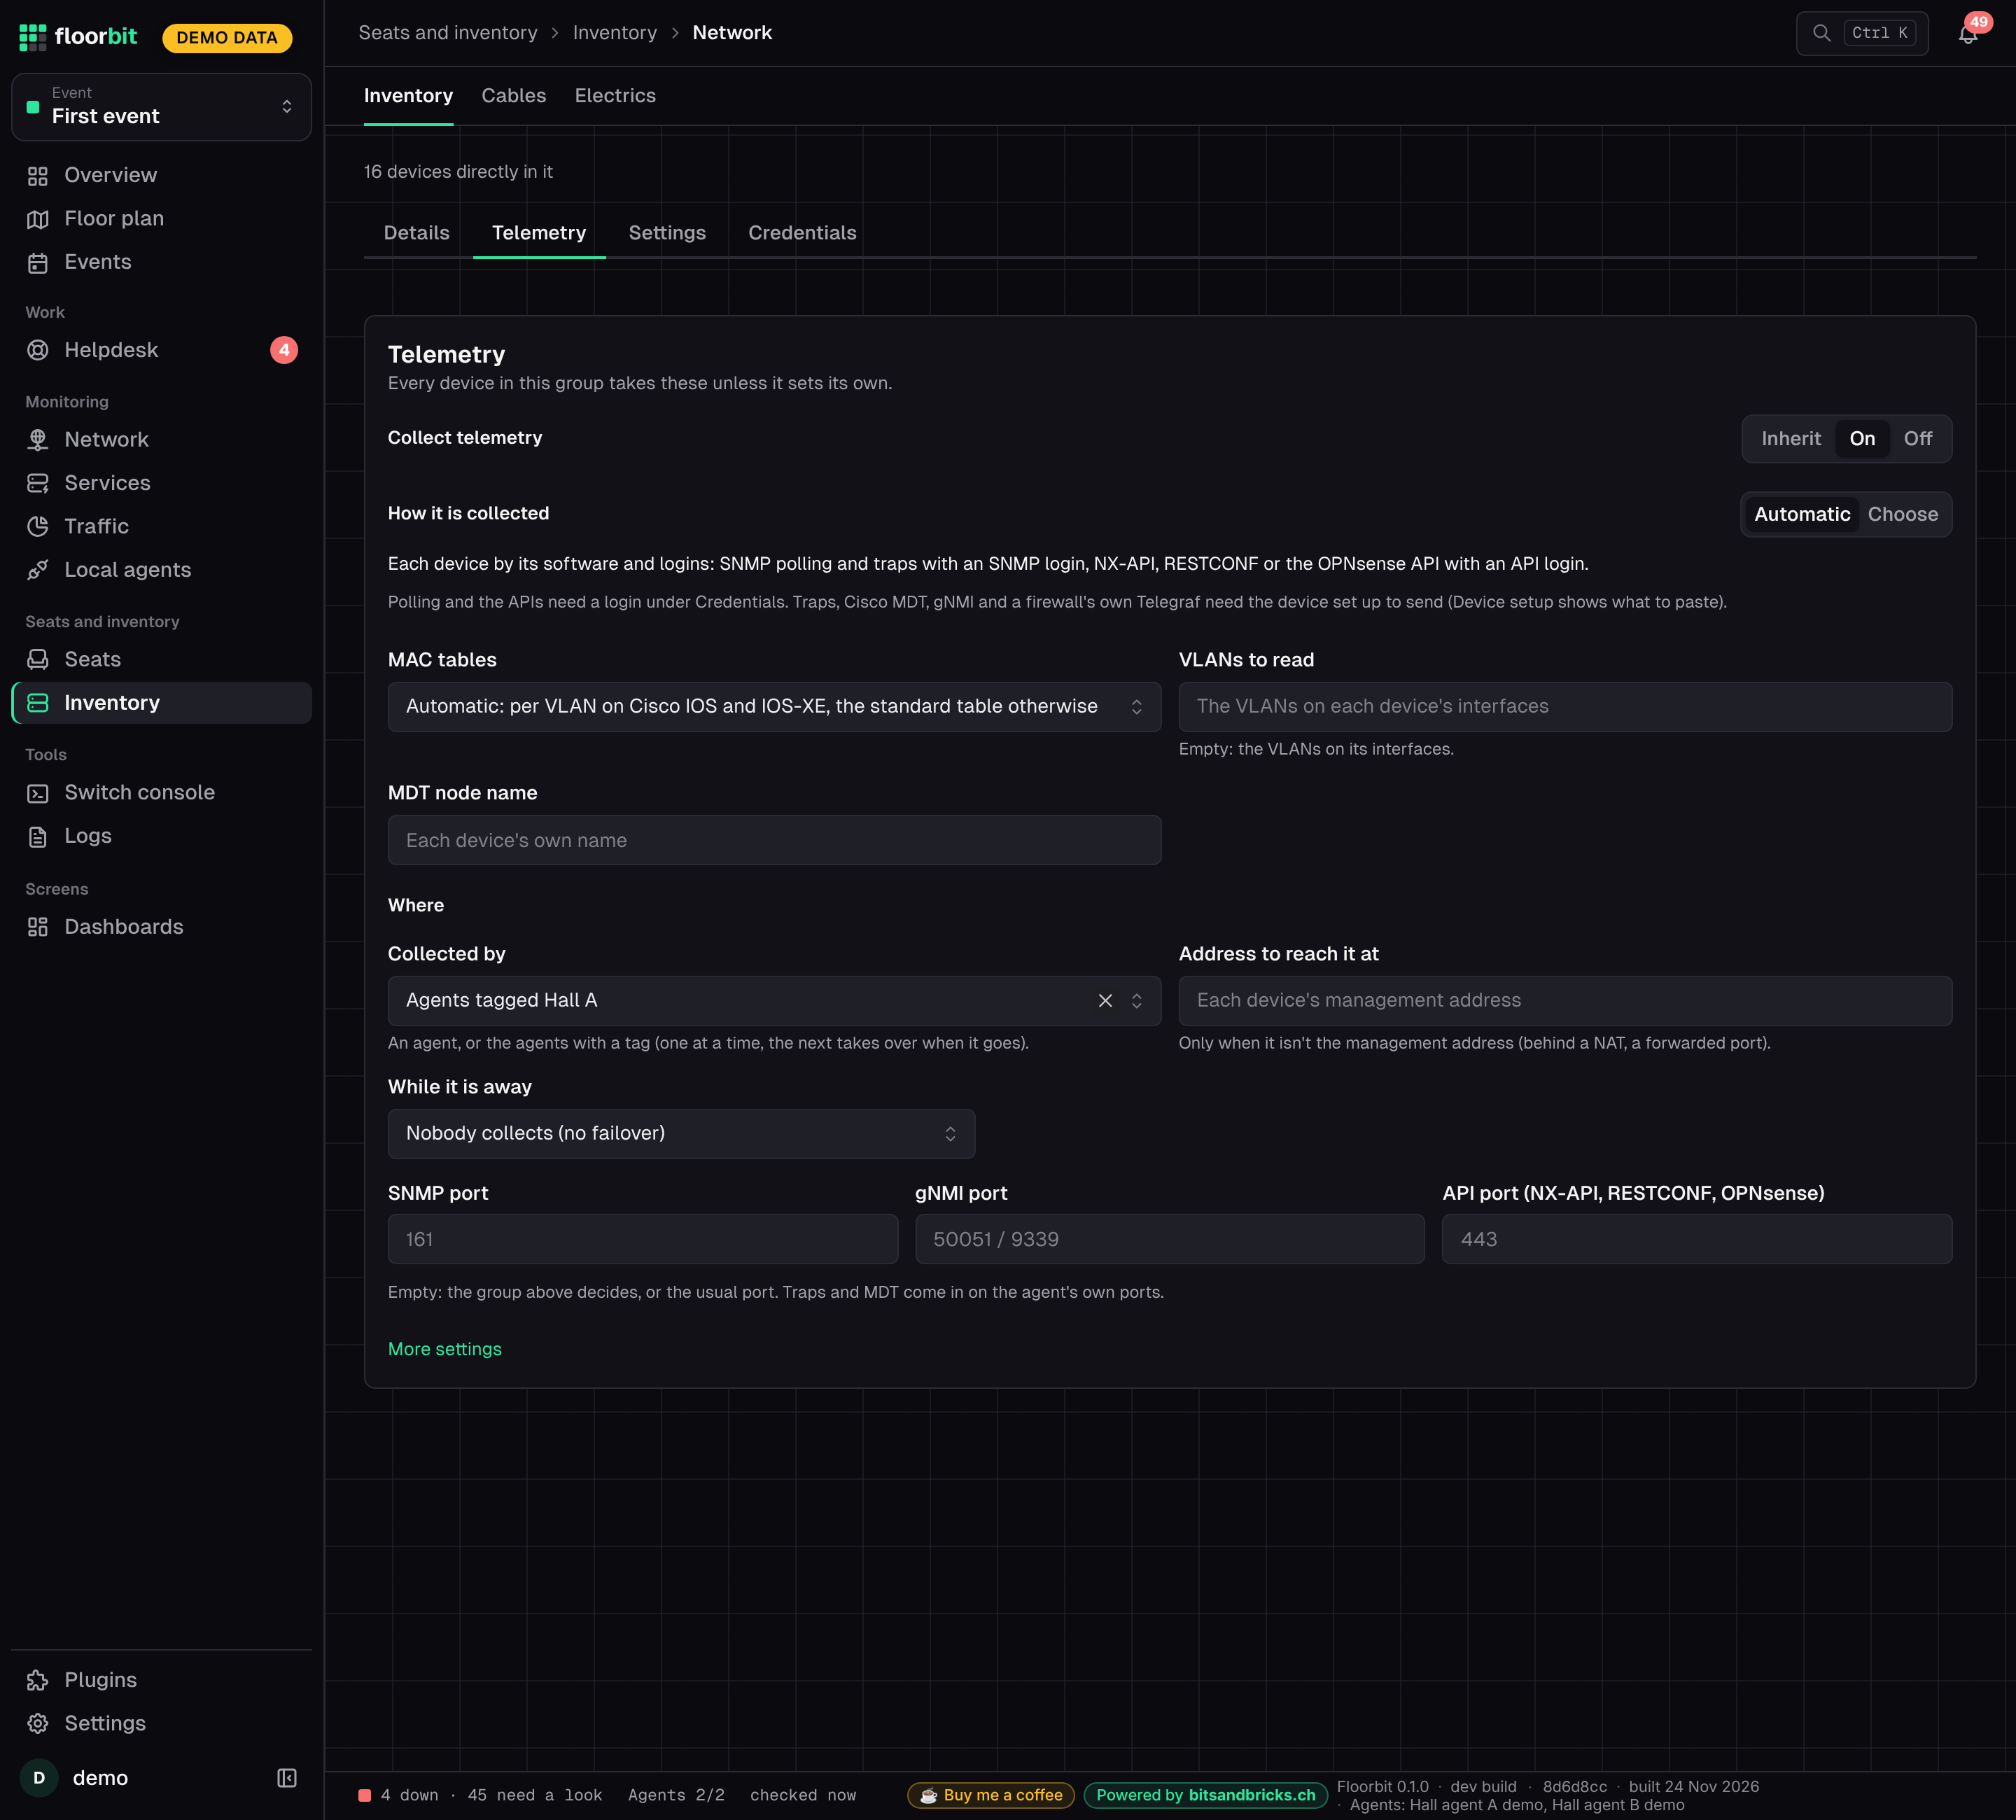 floorbit
DEMO DATA
Event
First event
Overview
Floor plan
Events
Work
Helpdesk
4
Monitoring
Network
Services
Traffic
Local agents
Seats and inventory
Seats
Inventory
Tools
Switch console
Logs
Screens
Dashboards
Plugins
Settings
D
demo
Seats and inventory > Inventory > Network
Ctrl K
49
Inventory Cables Electrics
16 devices directly in it
Details Telemetry Settings Credentials
Telemetry
Every device in this group takes these unless it sets its own.
Collect telemetry
Inherit On Off
How it is collected
Automatic Choose
Each device by its software and logins: SNMP polling and traps with an SNMP login, NX-API, RESTCONF or the OPNsense API with an API login.
Polling and the APIs need a login under Credentials. Traps, Cisco MDT, gNMI and a firewall's own Telegraf need the device set up to send (Device setup shows what to paste).
MAC tables
Automatic: per VLAN on Cisco IOS and IOS-XE, the standard table otherwise
VLANs to read
The VLANs on each device's interfaces
Empty: the VLANs on its interfaces.
MDT node name
Each device's own name
Where
Collected by
Agents tagged Hall A
An agent, or the agents with a tag (one at a time, the next takes over when it goes).
Address to reach it at
Each device's management address
Only when it isn't the management address (behind a NAT, a forwarded port).
While it is away
Nobody collects (no failover)
SNMP port
161
gNMI port
50051 / 9339
API port (NX-API, RESTCONF, OPNsense)
443
Empty: the group above decides, or the usual port. Traps and MDT come in on the agent's own ports.
More settings
4 down · 45 need a look Agents 2/2 checked now
Buy me a coffee
Powered by bitsandbricks.ch
Floorbit 0.1.0 · dev build · 8d6d8cc · built 24 Nov 2026
· Agents: Hall agent A demo, Hall agent B demo